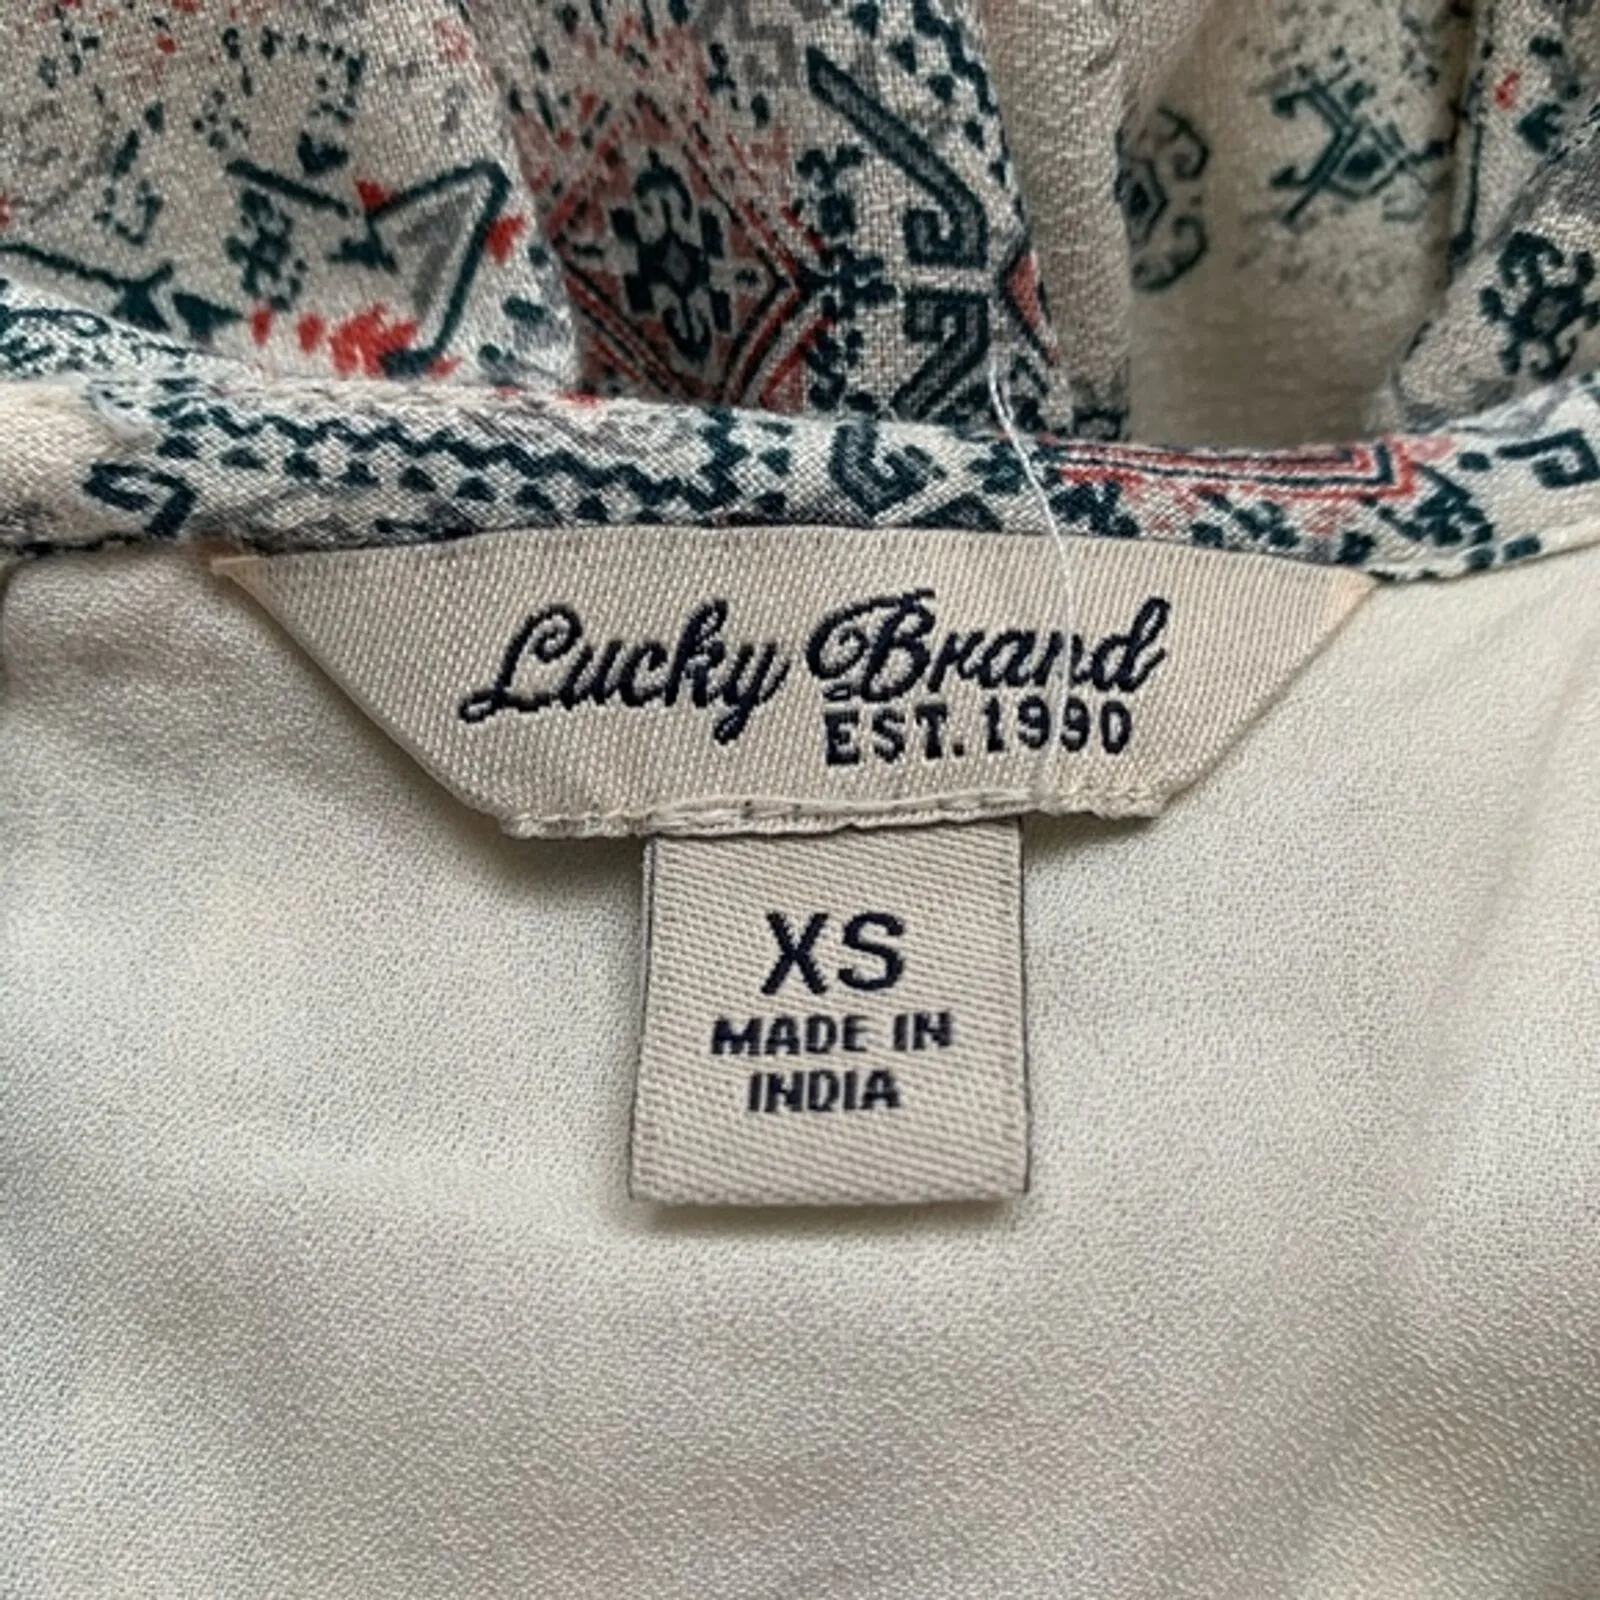 Lucky Brand
EST. 1990
XS
MADE IN
INDIA